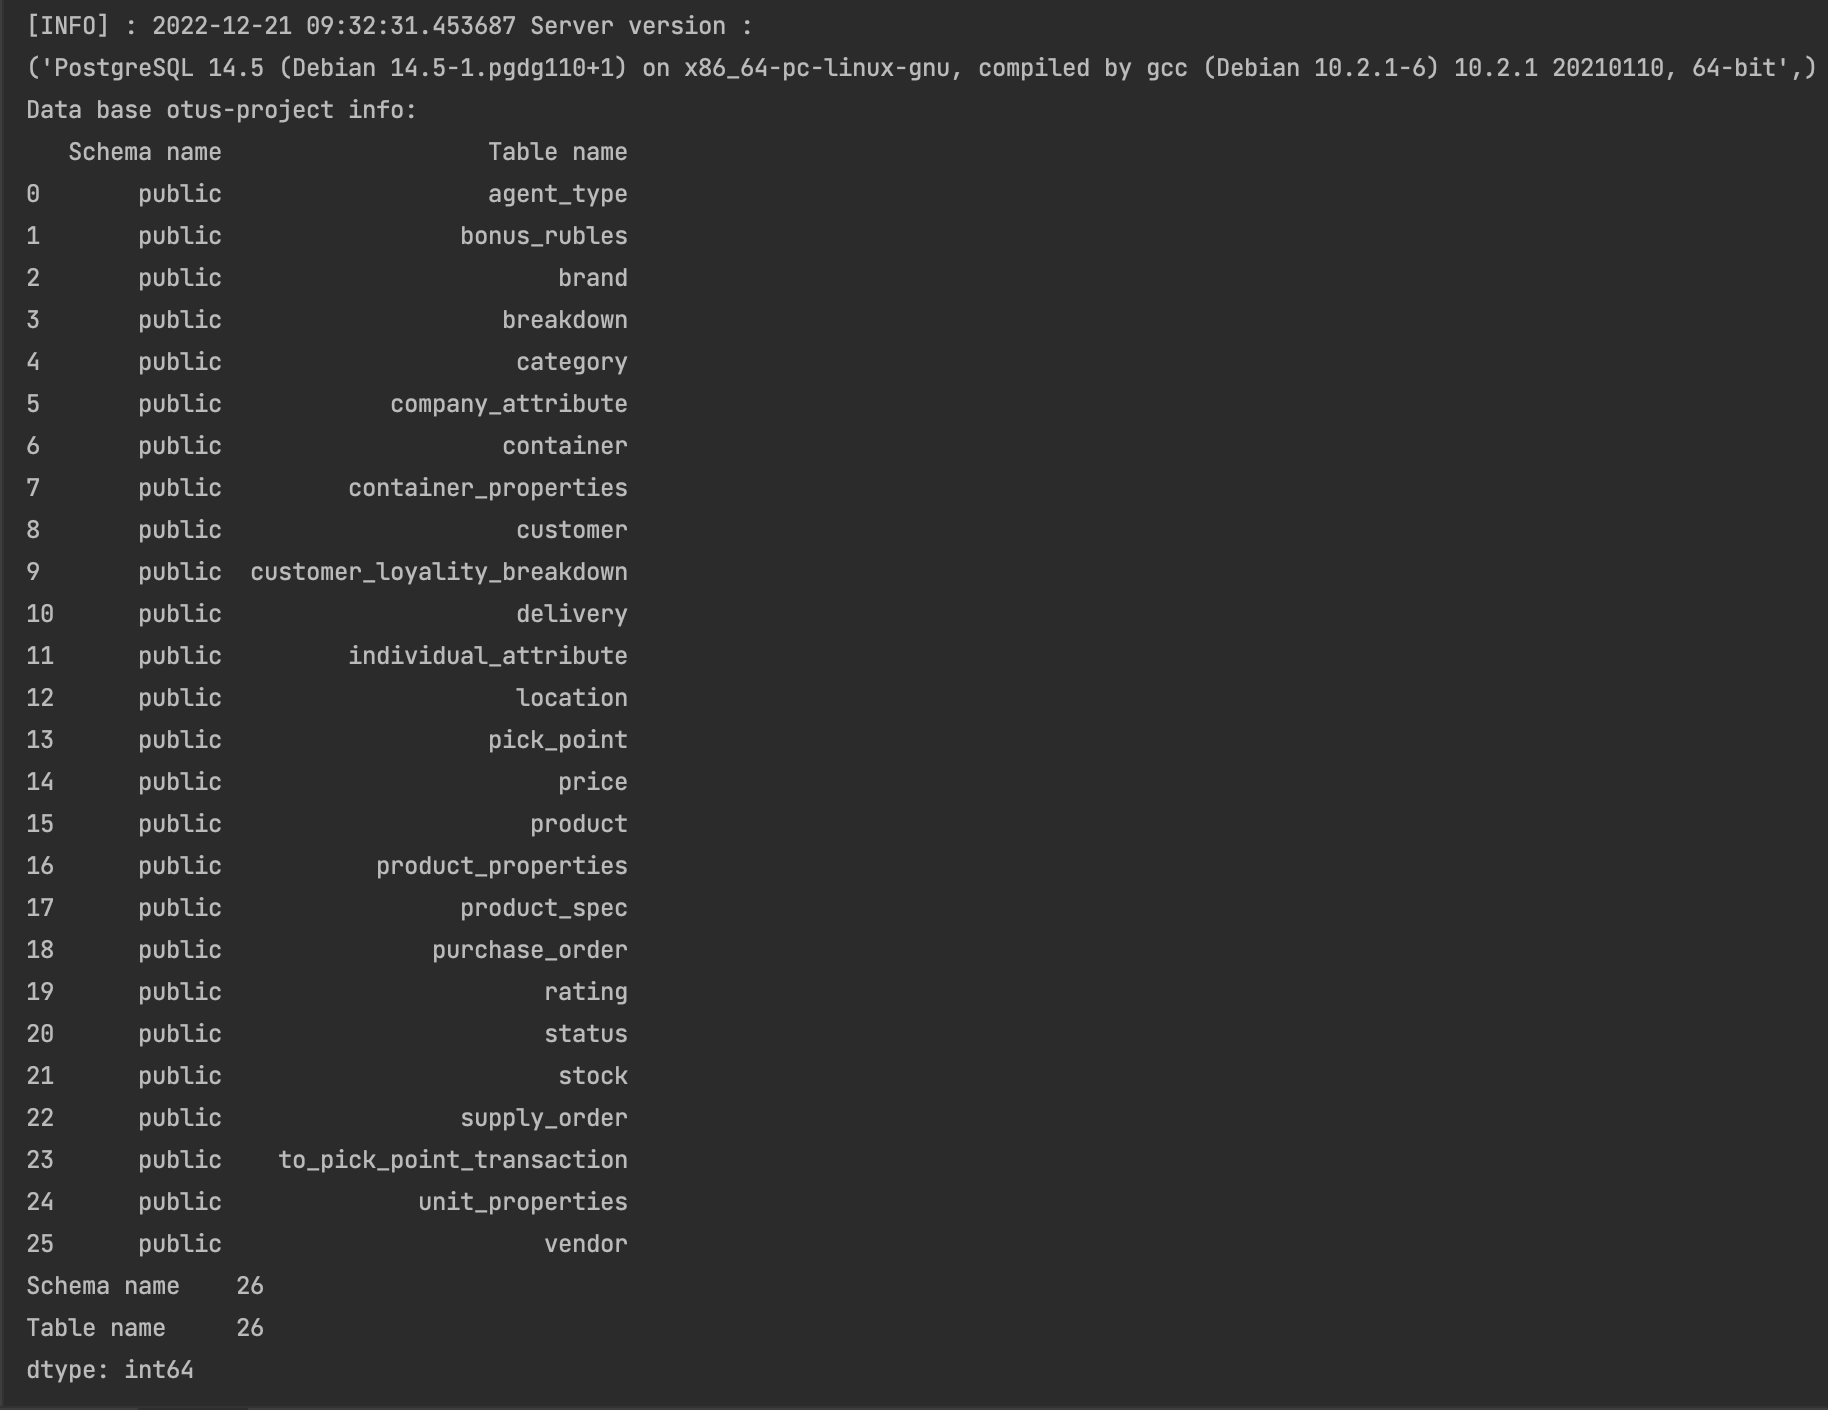 [INFO] : 2022-12-21 09:32:31.453687 Server version :
('PostgreSQL 14.5 (Debian 14.5-1.pgdg110+1) on x86_64-pc-linux-gnu, compiled by gcc (Debian 10.2.1-6) 10.2.1 20210110, 64-bit',)
Data base otus-project info:
   Schema name                   Table name
0       public                   agent_type
1       public                 bonus_rubles
2       public                        brand
3       public                    breakdown
4       public                     category
5       public            company_attribute
6       public                    container
7       public         container_properties
8       public                     customer
9       public  customer_loyality_breakdown
10      public                     delivery
11      public         individual_attribute
12      public                     location
13      public                   pick_point
14      public                        price
15      public                      product
16      public           product_properties
17      public                 product_spec
18      public               purchase_order
19      public                       rating
20      public                       status
21      public                        stock
22      public                 supply_order
23      public    to_pick_point_transaction
24      public              unit_properties
25      public                       vendor
Schema name    26
Table name     26
dtype: int64